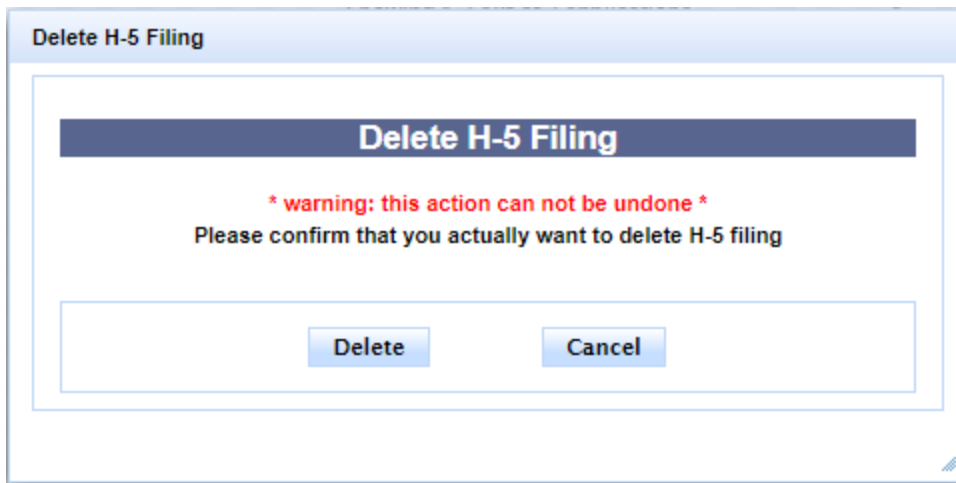 Delete H-5 Filing
Delete H-5 Filing
* warning: this action can not be undone *
Please confirm that you actually want to delete H-5 filing
Delete Cancel